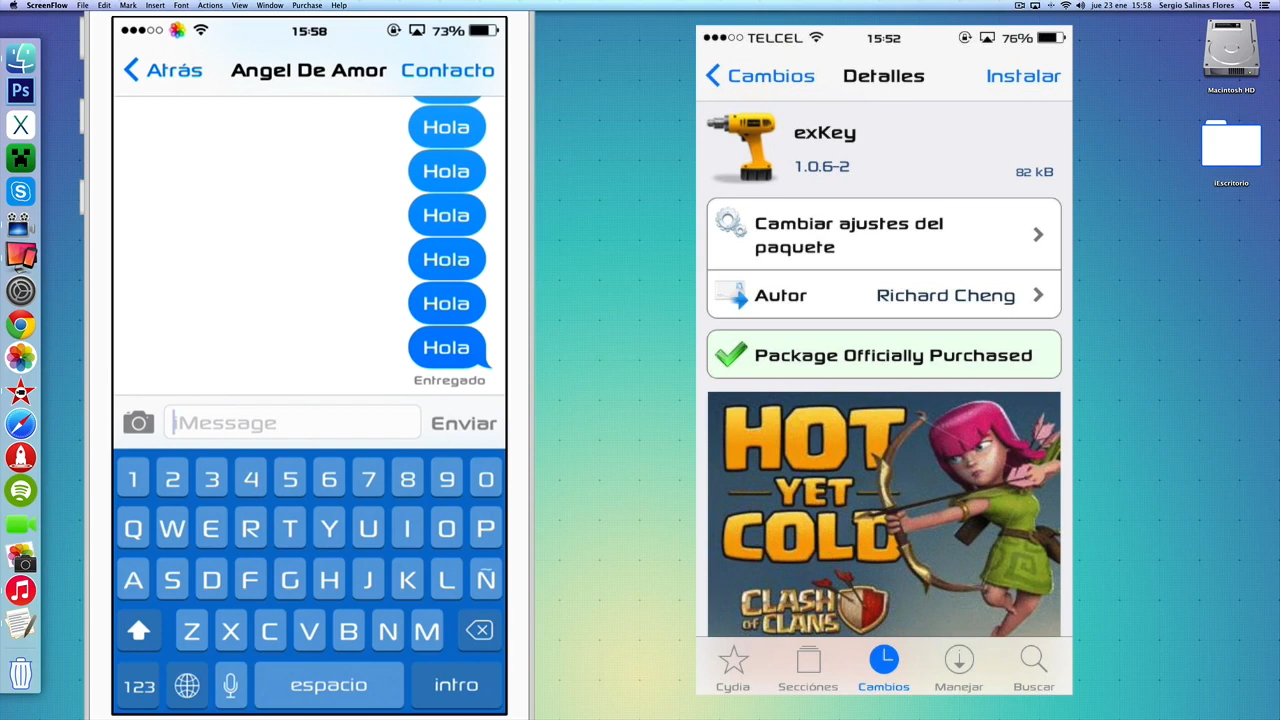 ScreenFlow File Edit Mark Insert Font Actions View Window Purchase Help
jue 23 ene 15:58 Sergio Salinas Flores
15:58 73%
Atrás Angel De Amor Contacto
Hola
Hola
Hola
Hola
Hola
Hola
Entregado
iMessage Enviar
1 2 3 4 5 6 7 8 9 0
Q W E R T Y U I O P
A S D F G H J K L Ñ
Z X C V B N M
123 espacio intro
TELCEL 15:52 76%
Cambios Detalles Instalar
exKey
1.0.6-2
82 kB
Cambiar ajustes del
paquete
Autor Richard Cheng
Package Officially Purchased
HOT
YET
COLD
CLASH
OF CLANS
Cydia Secciónes Cambios Manejar Buscar
Macintosh HD
iEscritorio
Ps
X